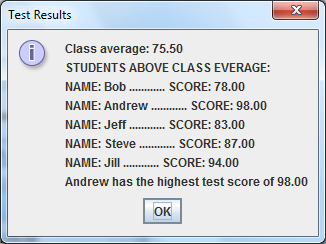 Test Results
Class average: 75.50
STUDENTS ABOVE CLASS EVERAGE:
NAME: Bob ............ SCORE: 78.00
NAME: Andrew ............ SCORE: 98.00
NAME: Jeff ............ SCORE: 83.00
NAME: Steve ............ SCORE: 87.00
NAME: Jill ............ SCORE: 94.00
Andrew has the highest test score of 98.00
OK